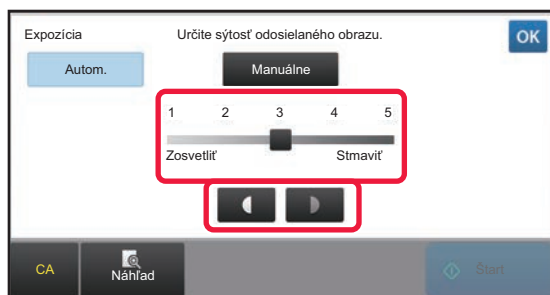 Expozícia Určite sýtosť odosielaného obrazu. OK
Autom. Manuálne
1 2 3 4 5
Zosvetliť Stmaviť
CA Náhľad Štart